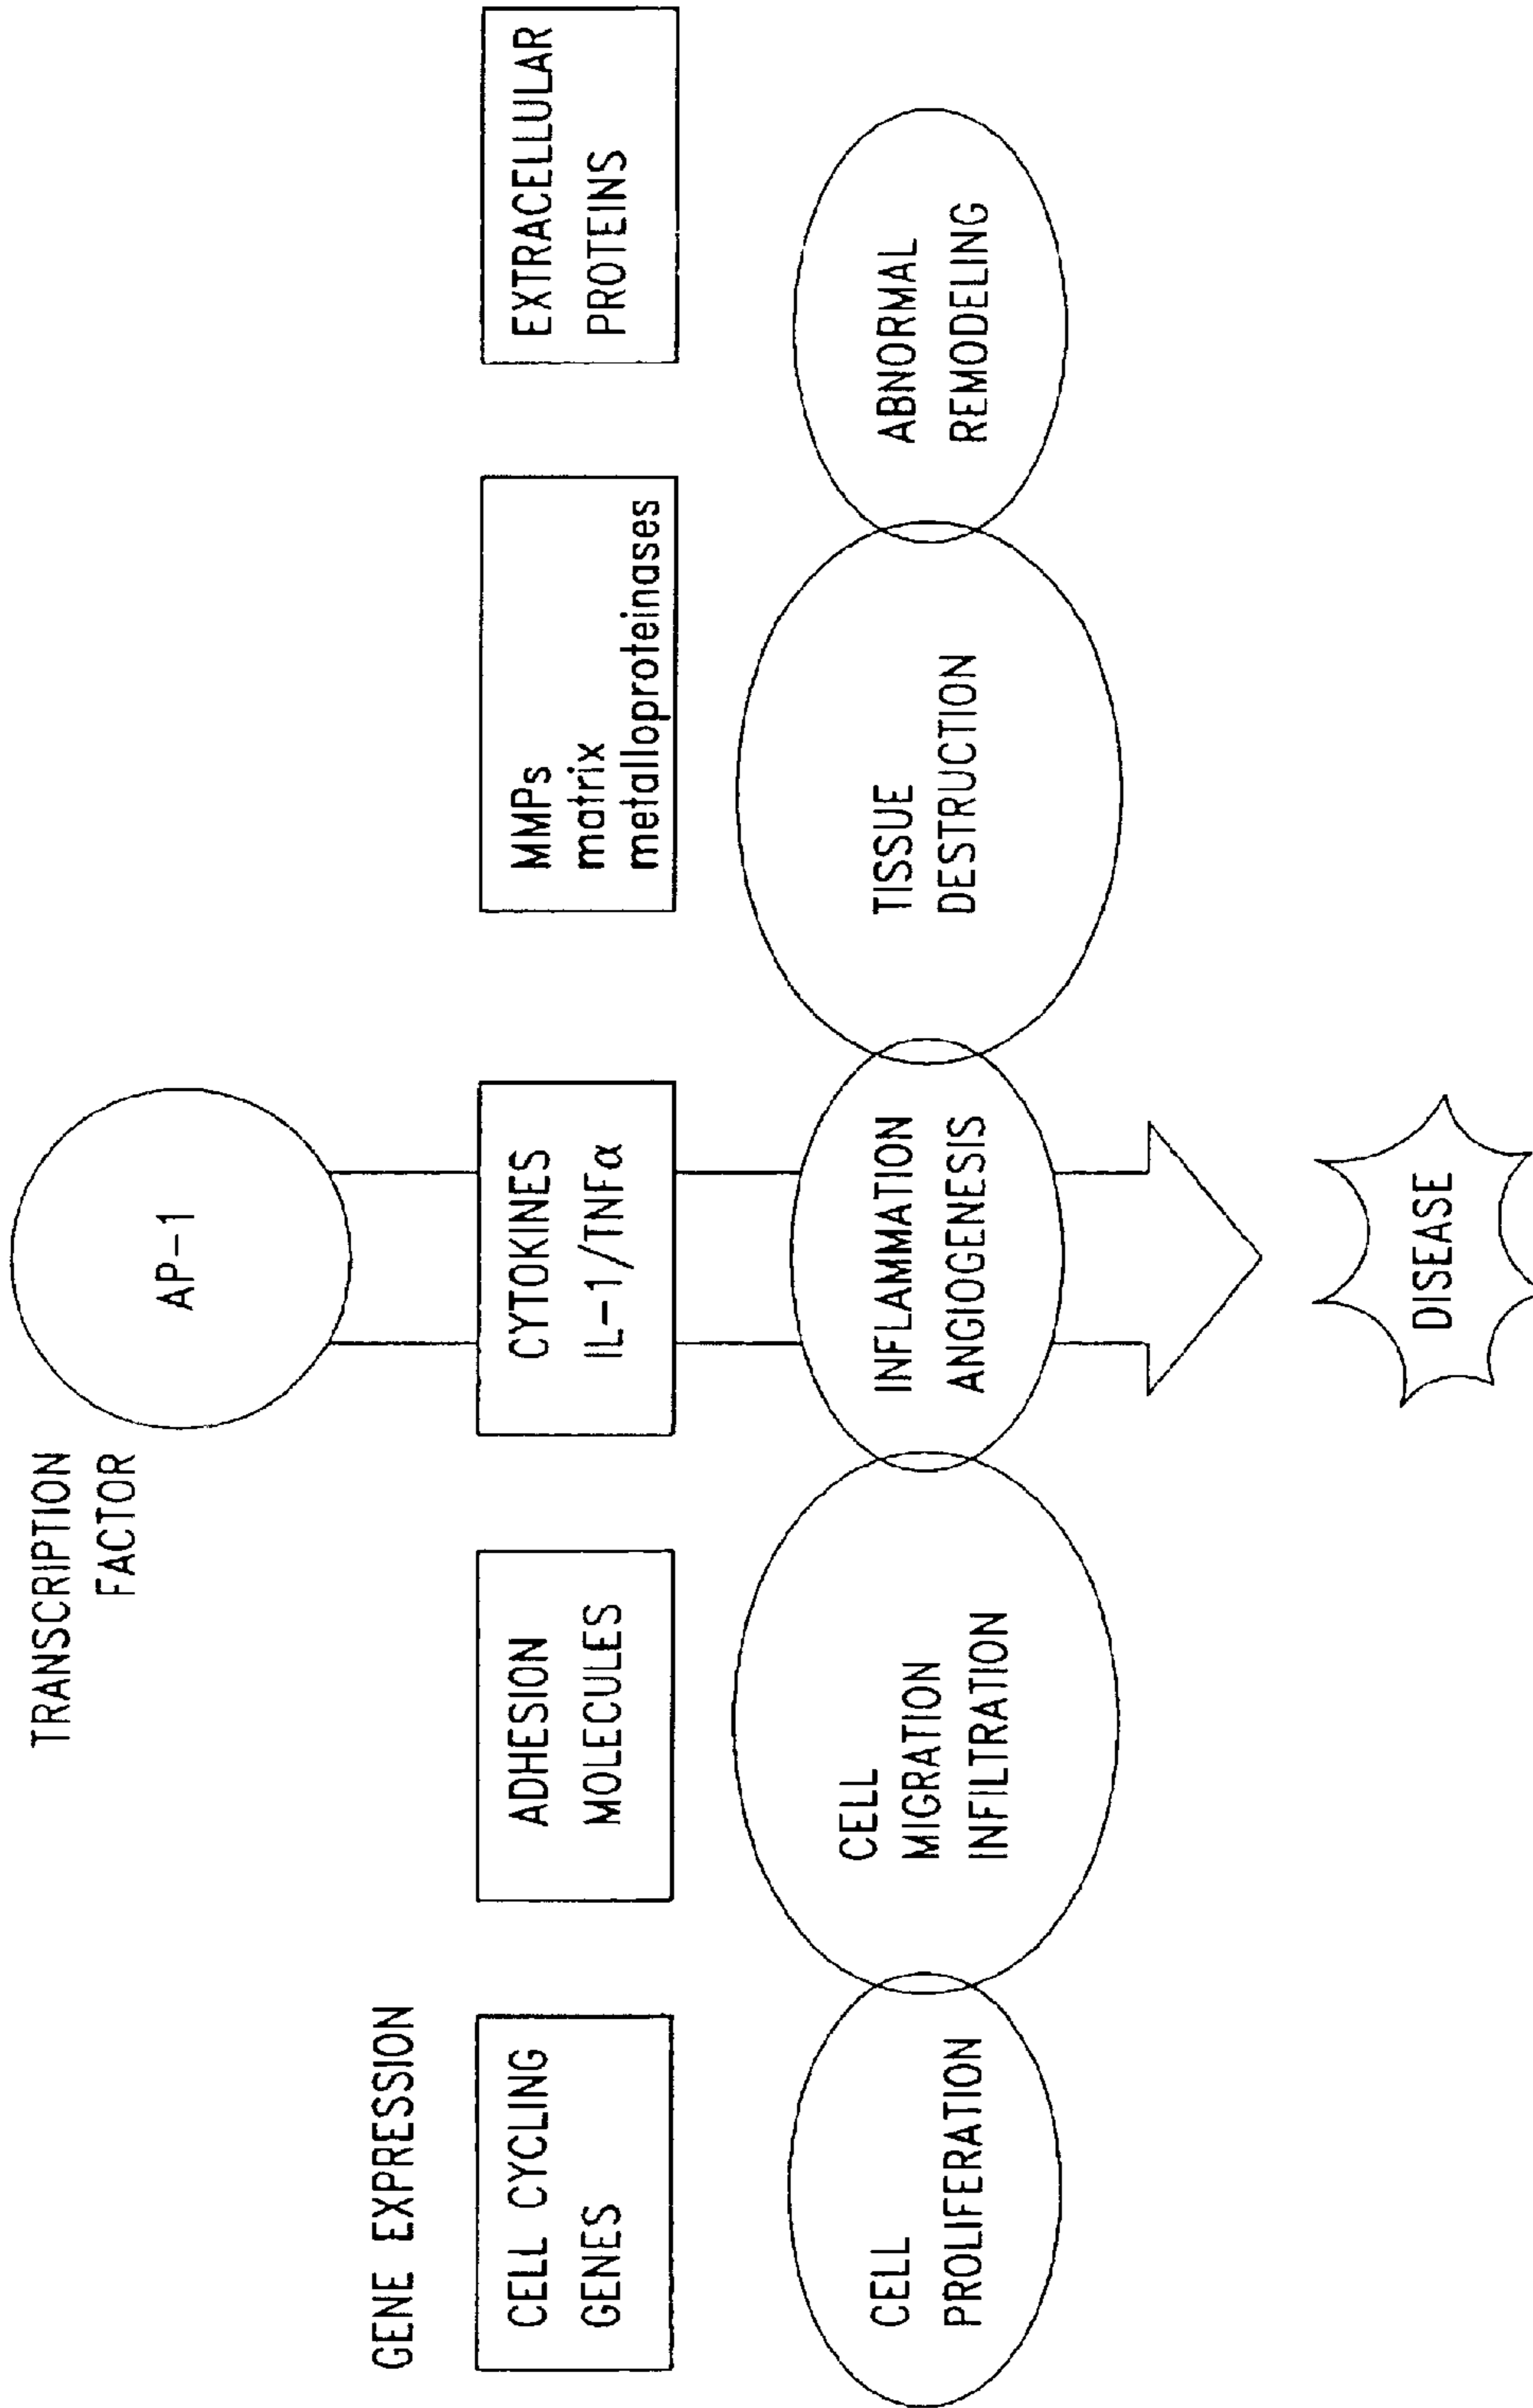 TRANSCRIPTION
FACTOR
AP-1
GENE EXPRESSION
CELL CYCLING
GENES
ADHESION
MOLECULES
CYTOKINES
IL-1/TNFα
MMPs
matrix
metalloproteinases
EXTRACELLULAR
PROTEINS
CELL
PROLIFERATION
CELL
MIGRATION
INFILTRATION
INFLAMMATION
ANGIOGENESIS
TISSUE
DESTRUCTION
ABNORMAL
REMODELING
DISEASE